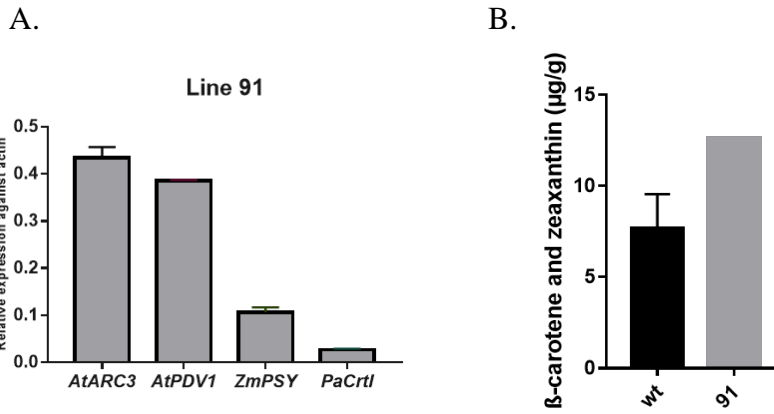 A.
B.
Line 91
Relative expression against actin
0.5
0.4
0.3
0.2
0.1
0.0
AtARC3 AtPDV1 ZmPSY PaCrtI
ß-carotene and zeaxanthin (µg/g)
15
10
5
0
wt 91